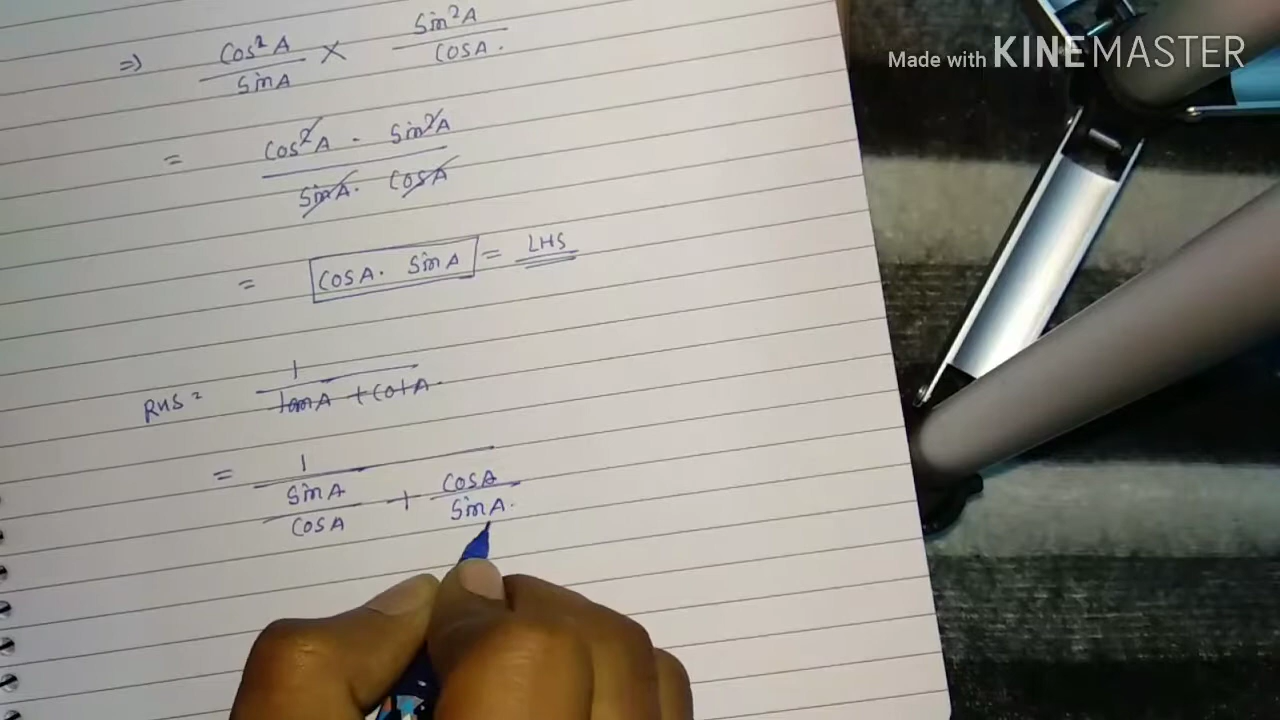 ⇒ Cos²A / SinA × Sin²A / CosA.
= Cos²A · Sin²A / SinA · CosA
= CosA · SinA = LHS
RHS = 1 / tanA + CotA.
= 1 / SinA / CosA + CosA / SinA.
Made with KINEMASTER